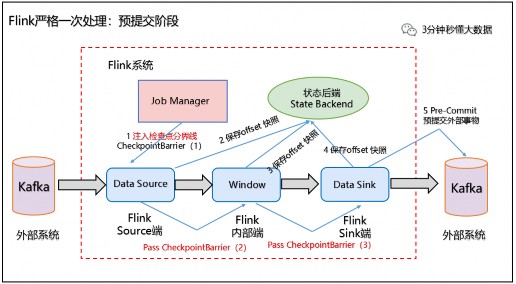 Flink严格一次处理：预提交阶段
3分钟秒懂大数据
Flink系统
Job Manager
状态后端
State Backend
5 Pre-Commit
预提交外部事物
1 注入检查点分界线
CheckpointBarrier（1）
2 保存offset 快照
3 保存offset 快照
4 保存offset 快照
Kafka
Data Source
Window
Data Sink
Kafka
外部系统
Flink
Source端
Flink
内部端
Flink
Sink端
外部系统
Pass CheckpointBarrier（2）
Pass CheckpointBarrier（3）